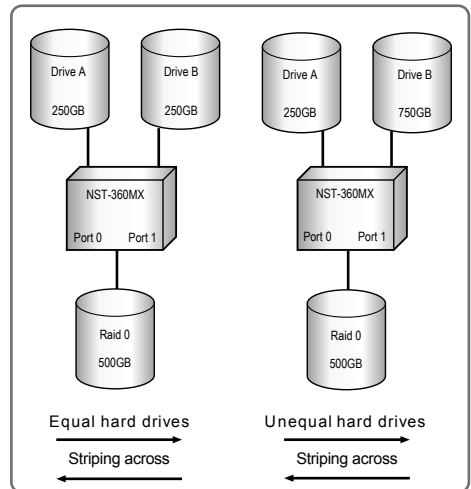 Drive A
250GB
Drive B
250GB
NST-360MX
Port 0 Port 1
Raid 0
500GB
Equal hard drives
Striping across
Drive A
250GB
Drive B
750GB
NST-360MX
Port 0 Port 1
Raid 0
500GB
Unequal hard drives
Striping across